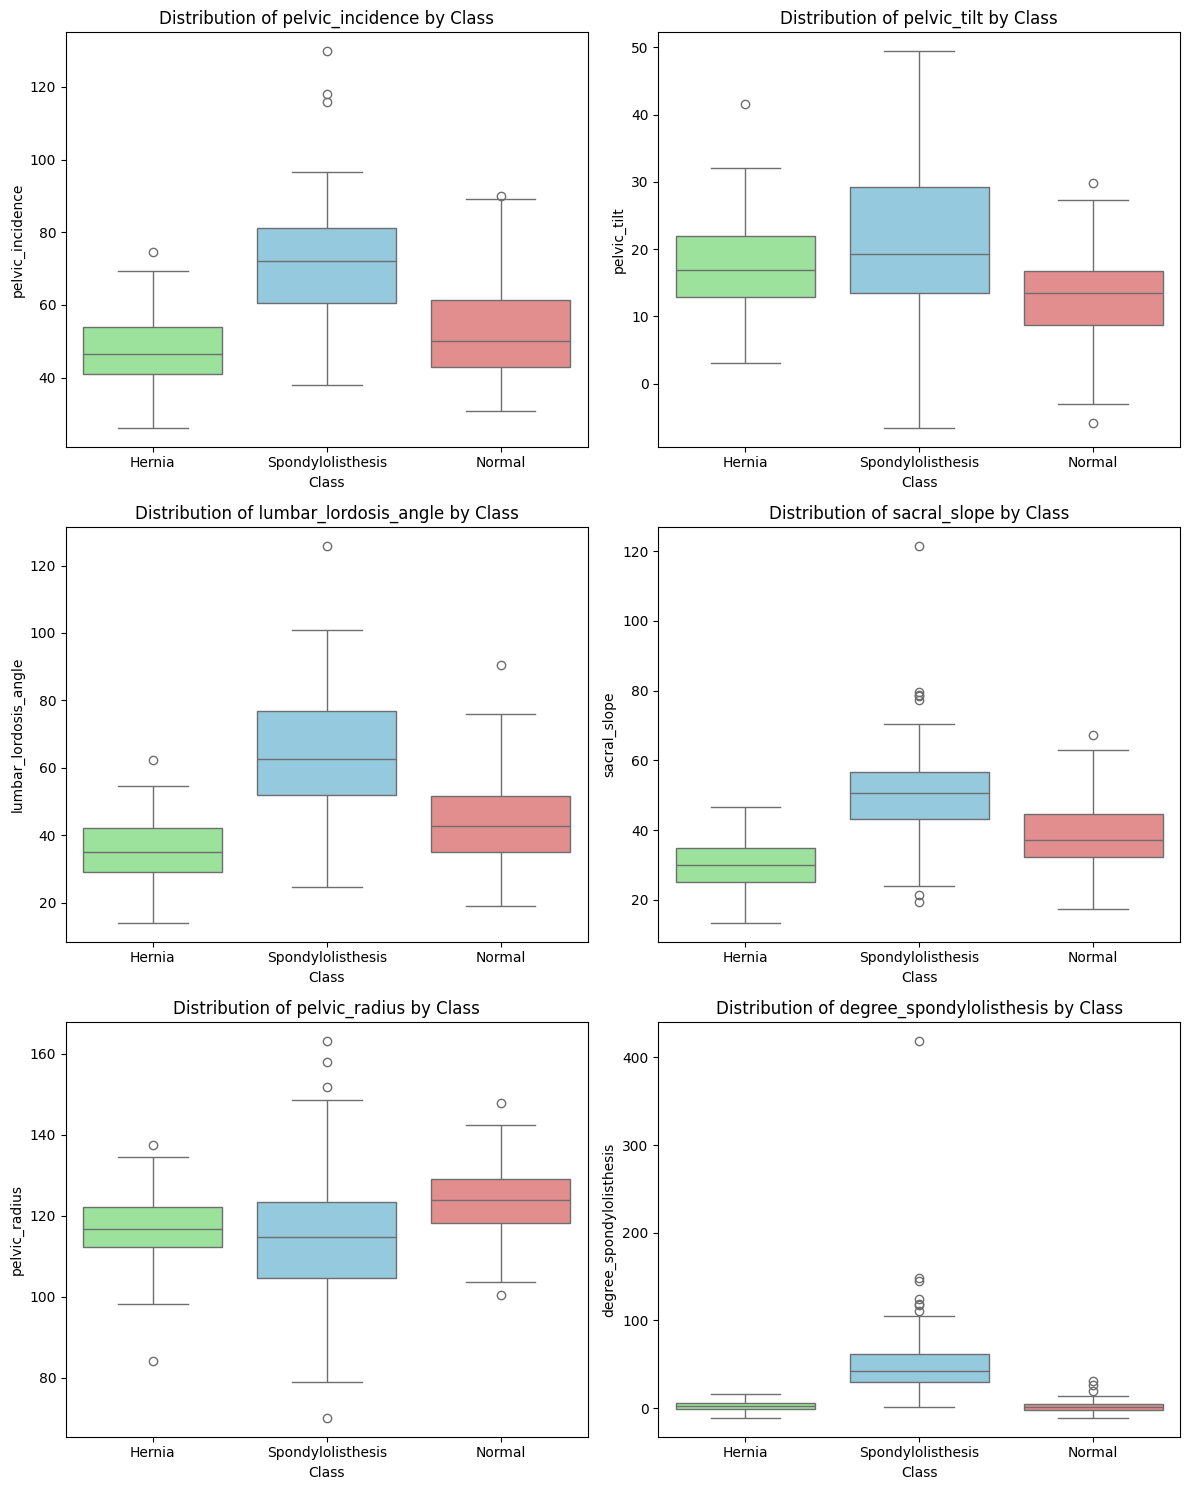 Distribution of pelvic_incidence by Class
120
100
80
60
40
pelvic_incidence
Hernia
Spondylolisthesis
Normal
Class
Distribution of pelvic_tilt by Class
50
40
30
20
10
0
pelvic_tilt
Hernia
Spondylolisthesis
Normal
Class
Distribution of lumbar_lordosis_angle by Class
120
100
80
60
40
20
lumbar_lordosis_angle
Hernia
Spondylolisthesis
Normal
Class
Distribution of sacral_slope by Class
120
100
80
60
40
20
sacral_slope
Hernia
Spondylolisthesis
Normal
Class
Distribution of pelvic_radius by Class
160
140
120
100
80
pelvic_radius
Hernia
Spondylolisthesis
Normal
Class
Distribution of degree_spondylolisthesis by Class
400
300
200
100
0
degree_spondylolisthesis
Hernia
Spondylolisthesis
Normal
Class